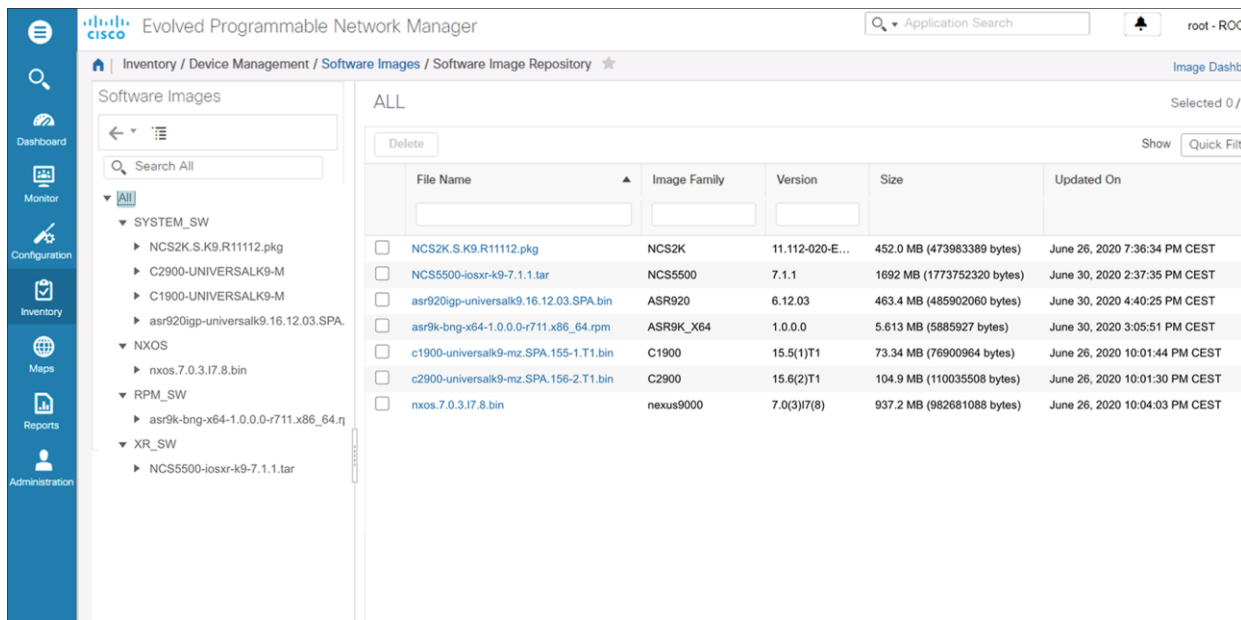 cisco Evolved Programmable Network Manager
Application Search
root - ROO
Inventory / Device Management / Software Images / Software Image Repository
Image Dashb
Dashboard
Monitor
Configuration
Inventory
Maps
Reports
Administration
Software Images
Search All
All
SYSTEM_SW
NCS2K.S.K9.R11112.pkg
C2900-UNIVERSALK9-M
C1900-UNIVERSALK9-M
asr920igp-universalk9.16.12.03.SPA.
NXOS
nxos.7.0.3.I7.8.bin
RPM_SW
asr9k-bng-x64-1.0.0.0-r711.x86_64.r
XR_SW
NCS5500-iosxr-k9-7.1.1.tar
ALL
Selected 0 /
Delete
Show Quick Filt
File Name Image Family Version Size Updated On
NCS2K.S.K9.R11112.pkg NCS2K 11.112-020-E... 452.0 MB (473983389 bytes) June 26, 2020 7:36:34 PM CEST
NCS5500-iosxr-k9-7.1.1.tar NCS5500 7.1.1 1692 MB (1773752320 bytes) June 30, 2020 2:37:35 PM CEST
asr920igp-universalk9.16.12.03.SPA.bin ASR920 6.12.03 463.4 MB (485902060 bytes) June 30, 2020 4:40:25 PM CEST
asr9k-bng-x64-1.0.0.0-r711.x86_64.rpm ASR9K_X64 1.0.0.0 5.613 MB (5885927 bytes) June 30, 2020 3:05:51 PM CEST
c1900-universalk9-mz.SPA.155-1.T1.bin C1900 15.5(1)T1 73.34 MB (76900964 bytes) June 26, 2020 10:01:44 PM CEST
c2900-universalk9-mz.SPA.156-2.T1.bin C2900 15.6(2)T1 104.9 MB (110035508 bytes) June 26, 2020 10:01:30 PM CEST
nxos.7.0.3.I7.8.bin nexus9000 7.0(3)I7(8) 937.2 MB (982681088 bytes) June 26, 2020 10:04:03 PM CEST